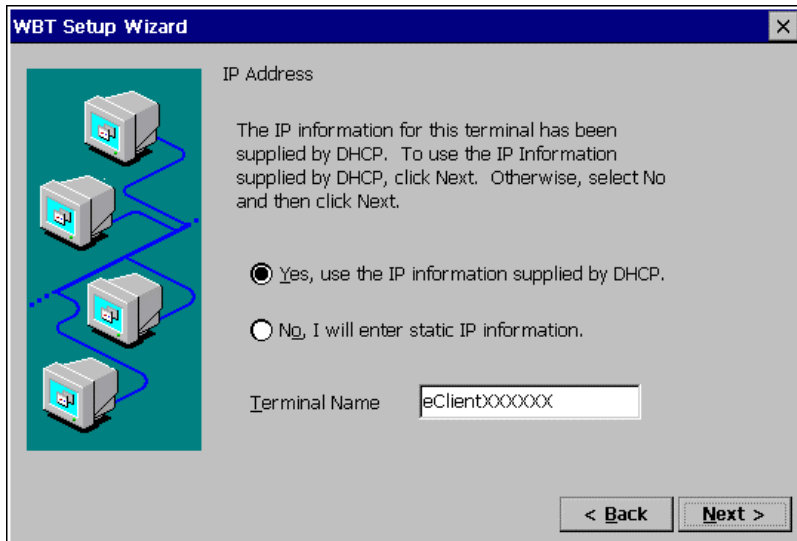 WBT Setup Wizard
IP Address
The IP information for this terminal has been
supplied by DHCP. To use the IP Information
supplied by DHCP, click Next. Otherwise, select No
and then click Next.
Yes, use the IP information supplied by DHCP.
No, I will enter static IP information.
Terminal Name eClientXXXXXX
< Back Next >